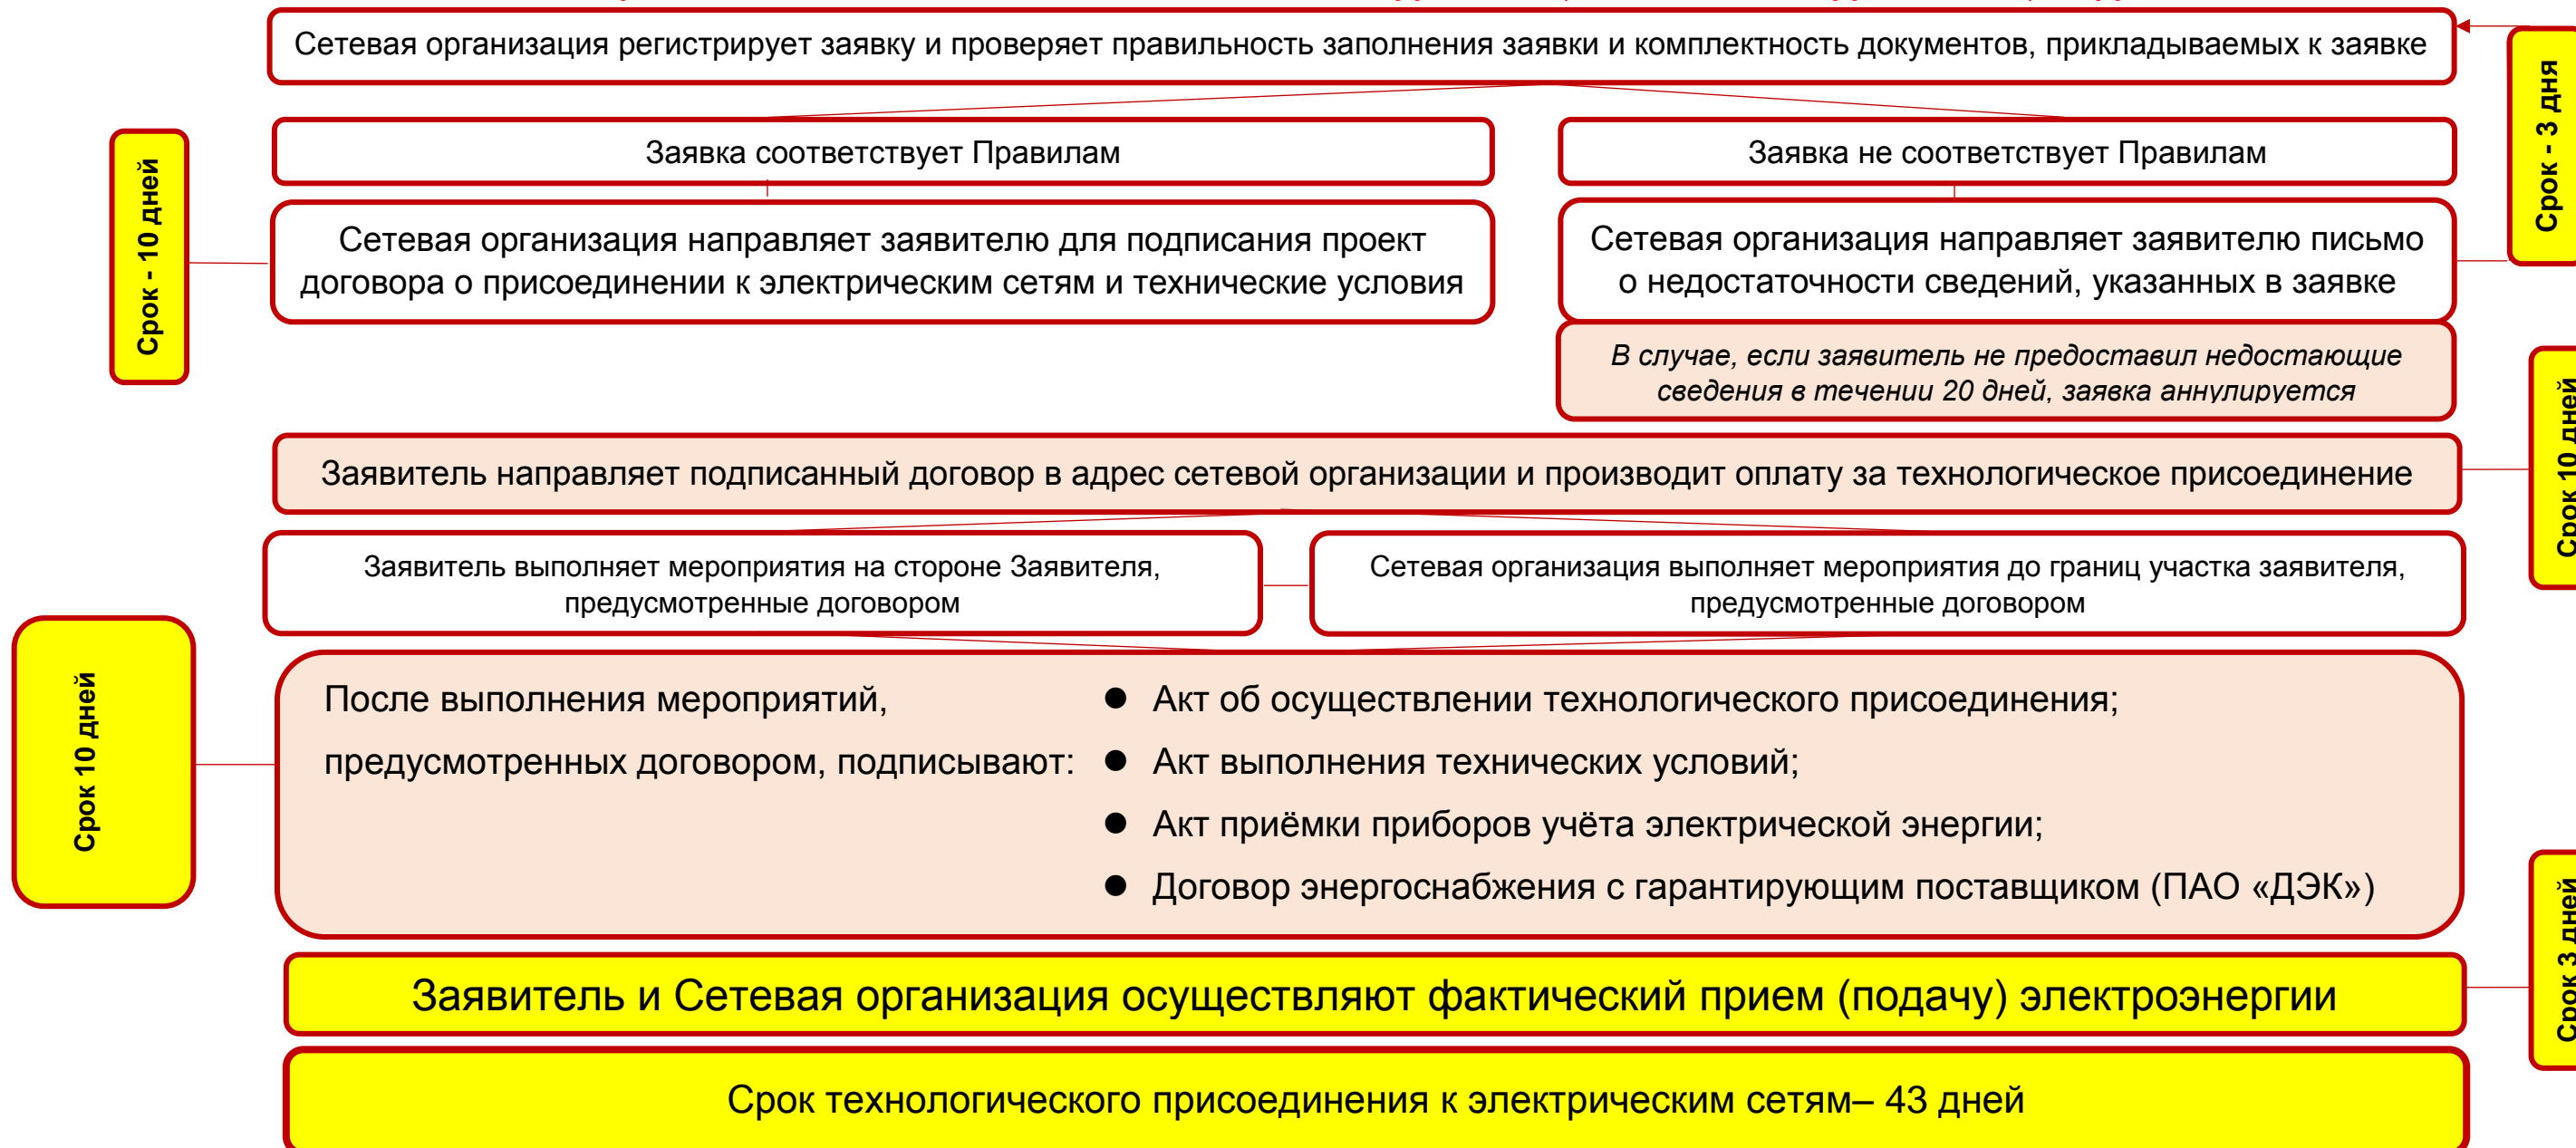 Сетевая организация регистрирует заявку и проверяет правильность заполнения заявки и комплектность документов, прикладываемых к заявке
Срок - 3 дня
Заявка соответствует Правилам
Заявка не соответствует Правилам
Срок - 10 дней
Сетевая организация направляет заявителю для подписания проект
договора о присоединении к электрическим сетям и технические условия
Сетевая организация направляет заявителю письмо
о недостаточности сведений, указанных в заявке
В случае, если заявитель не предоставил недостающие
сведения в течении 20 дней, заявка аннулируется
Срок 10 дней
Заявитель направляет подписанный договор в адрес сетевой организации и производит оплату за технологическое присоединение
Заявитель выполняет мероприятия на стороне Заявителя,
предусмотренные договором
Сетевая организация выполняет мероприятия до границ участка заявителя,
предусмотренные договором
Срок 10 дней
После выполнения мероприятий,
предусмотренных договором, подписывают:
● Акт об осуществлении технологического присоединения;
● Акт выполнения технических условий;
● Акт приёмки приборов учёта электрической энергии;
● Договор энергоснабжения с гарантирующим поставщиком (ПАО «ДЭК»)
Срок 3 дней
Заявитель и Сетевая организация осуществляют фактический прием (подачу) электроэнергии
Срок технологического присоединения к электрическим сетям– 43 дней